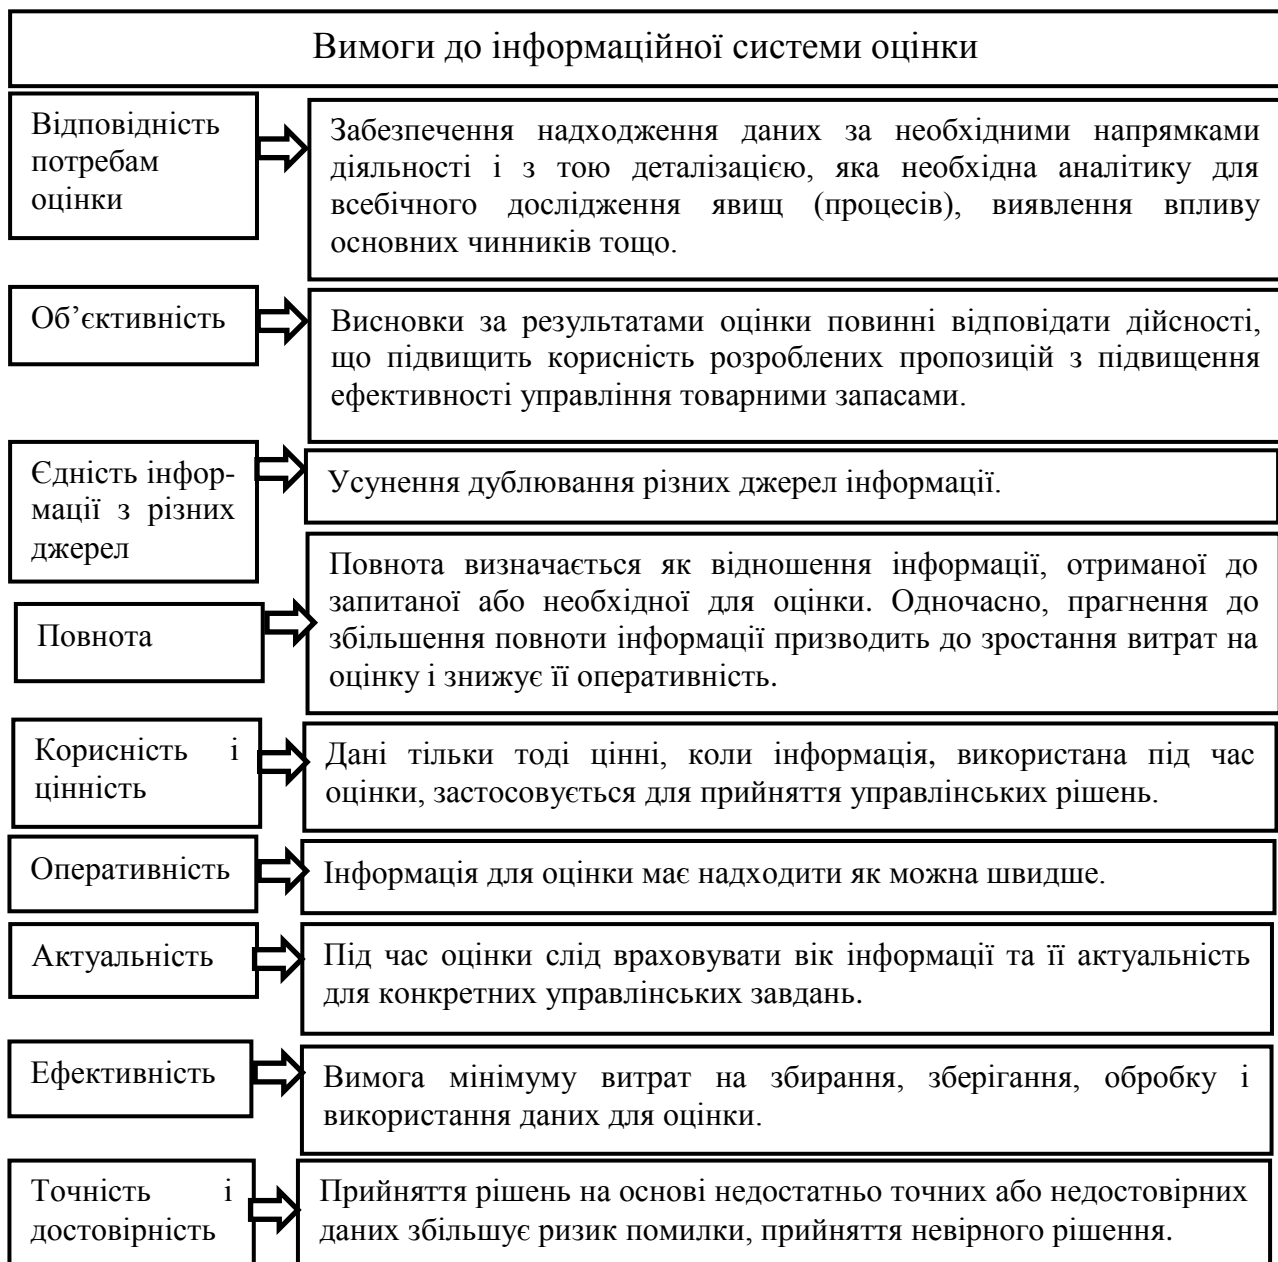 Вимоги до інформаційної системи оцінки
Відповідність
потребам
оцінки
Забезпечення надходження даних за необхідними напрямками
діяльності і з тою деталізацією, яка необхідна аналітику для
всебічного дослідження явищ (процесів), виявлення впливу
основних чинників тощо.
Об’єктивність
Висновки за результатами оцінки повинні відповідати дійсності,
що підвищить корисність розроблених пропозицій з підвищення
ефективності управління товарними запасами.
Єдність інфор-
мації з різних
джерел
Усунення дублювання різних джерел інформації.
Повнота
Повнота визначається як відношення інформації, отриманої до
запитаної або необхідної для оцінки. Одночасно, прагнення до
збільшення повноти інформації призводить до зростання витрат на
оцінку і знижує її оперативність.
Корисність і
цінність
Дані тільки тоді цінні, коли інформація, використана під час
оцінки, застосовується для прийняття управлінських рішень.
Оперативність
Інформація для оцінки має надходити як можна швидше.
Актуальність
Під час оцінки слід враховувати вік інформації та її актуальність
для конкретних управлінських завдань.
Ефективність
Вимога мінімуму витрат на збирання, зберігання, обробку і
використання даних для оцінки.
Точність і
достовірність
Прийняття рішень на основі недостатньо точних або недостовірних
даних збільшує ризик помилки, прийняття невірного рішення.